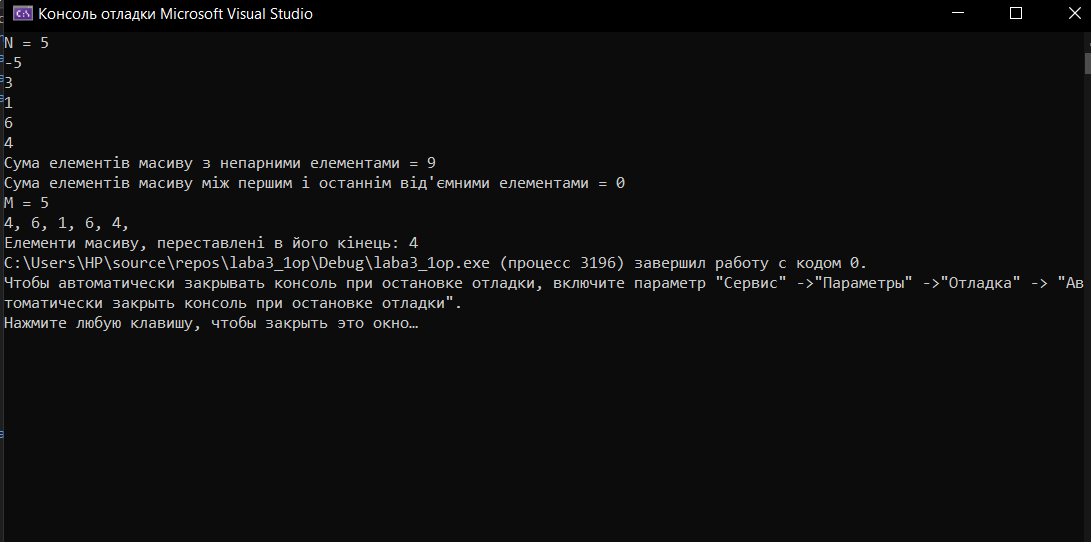 Консоль отладки Microsoft Visual Studio
N = 5
-5
3
1
6
4
Сума елементів масиву з непарними елементами = 9
Сума елементів масиву між першим і останнім від'ємними елементами = 0
M = 5
4, 6, 1, 6, 4,
Елементи масиву, переставлені в його кінець: 4
C:\Users\HP\source\repos\laba3_1op\Debug\laba3_1op.exe (процесс 3196) завершил работу с кодом 0.
Чтобы автоматически закрывать консоль при остановке отладки, включите параметр "Сервис" ->"Параметры" ->"Отладка" -> "Ав
томатически закрыть консоль при остановке отладки".
Нажмите любую клавишу, чтобы закрыть это окно…